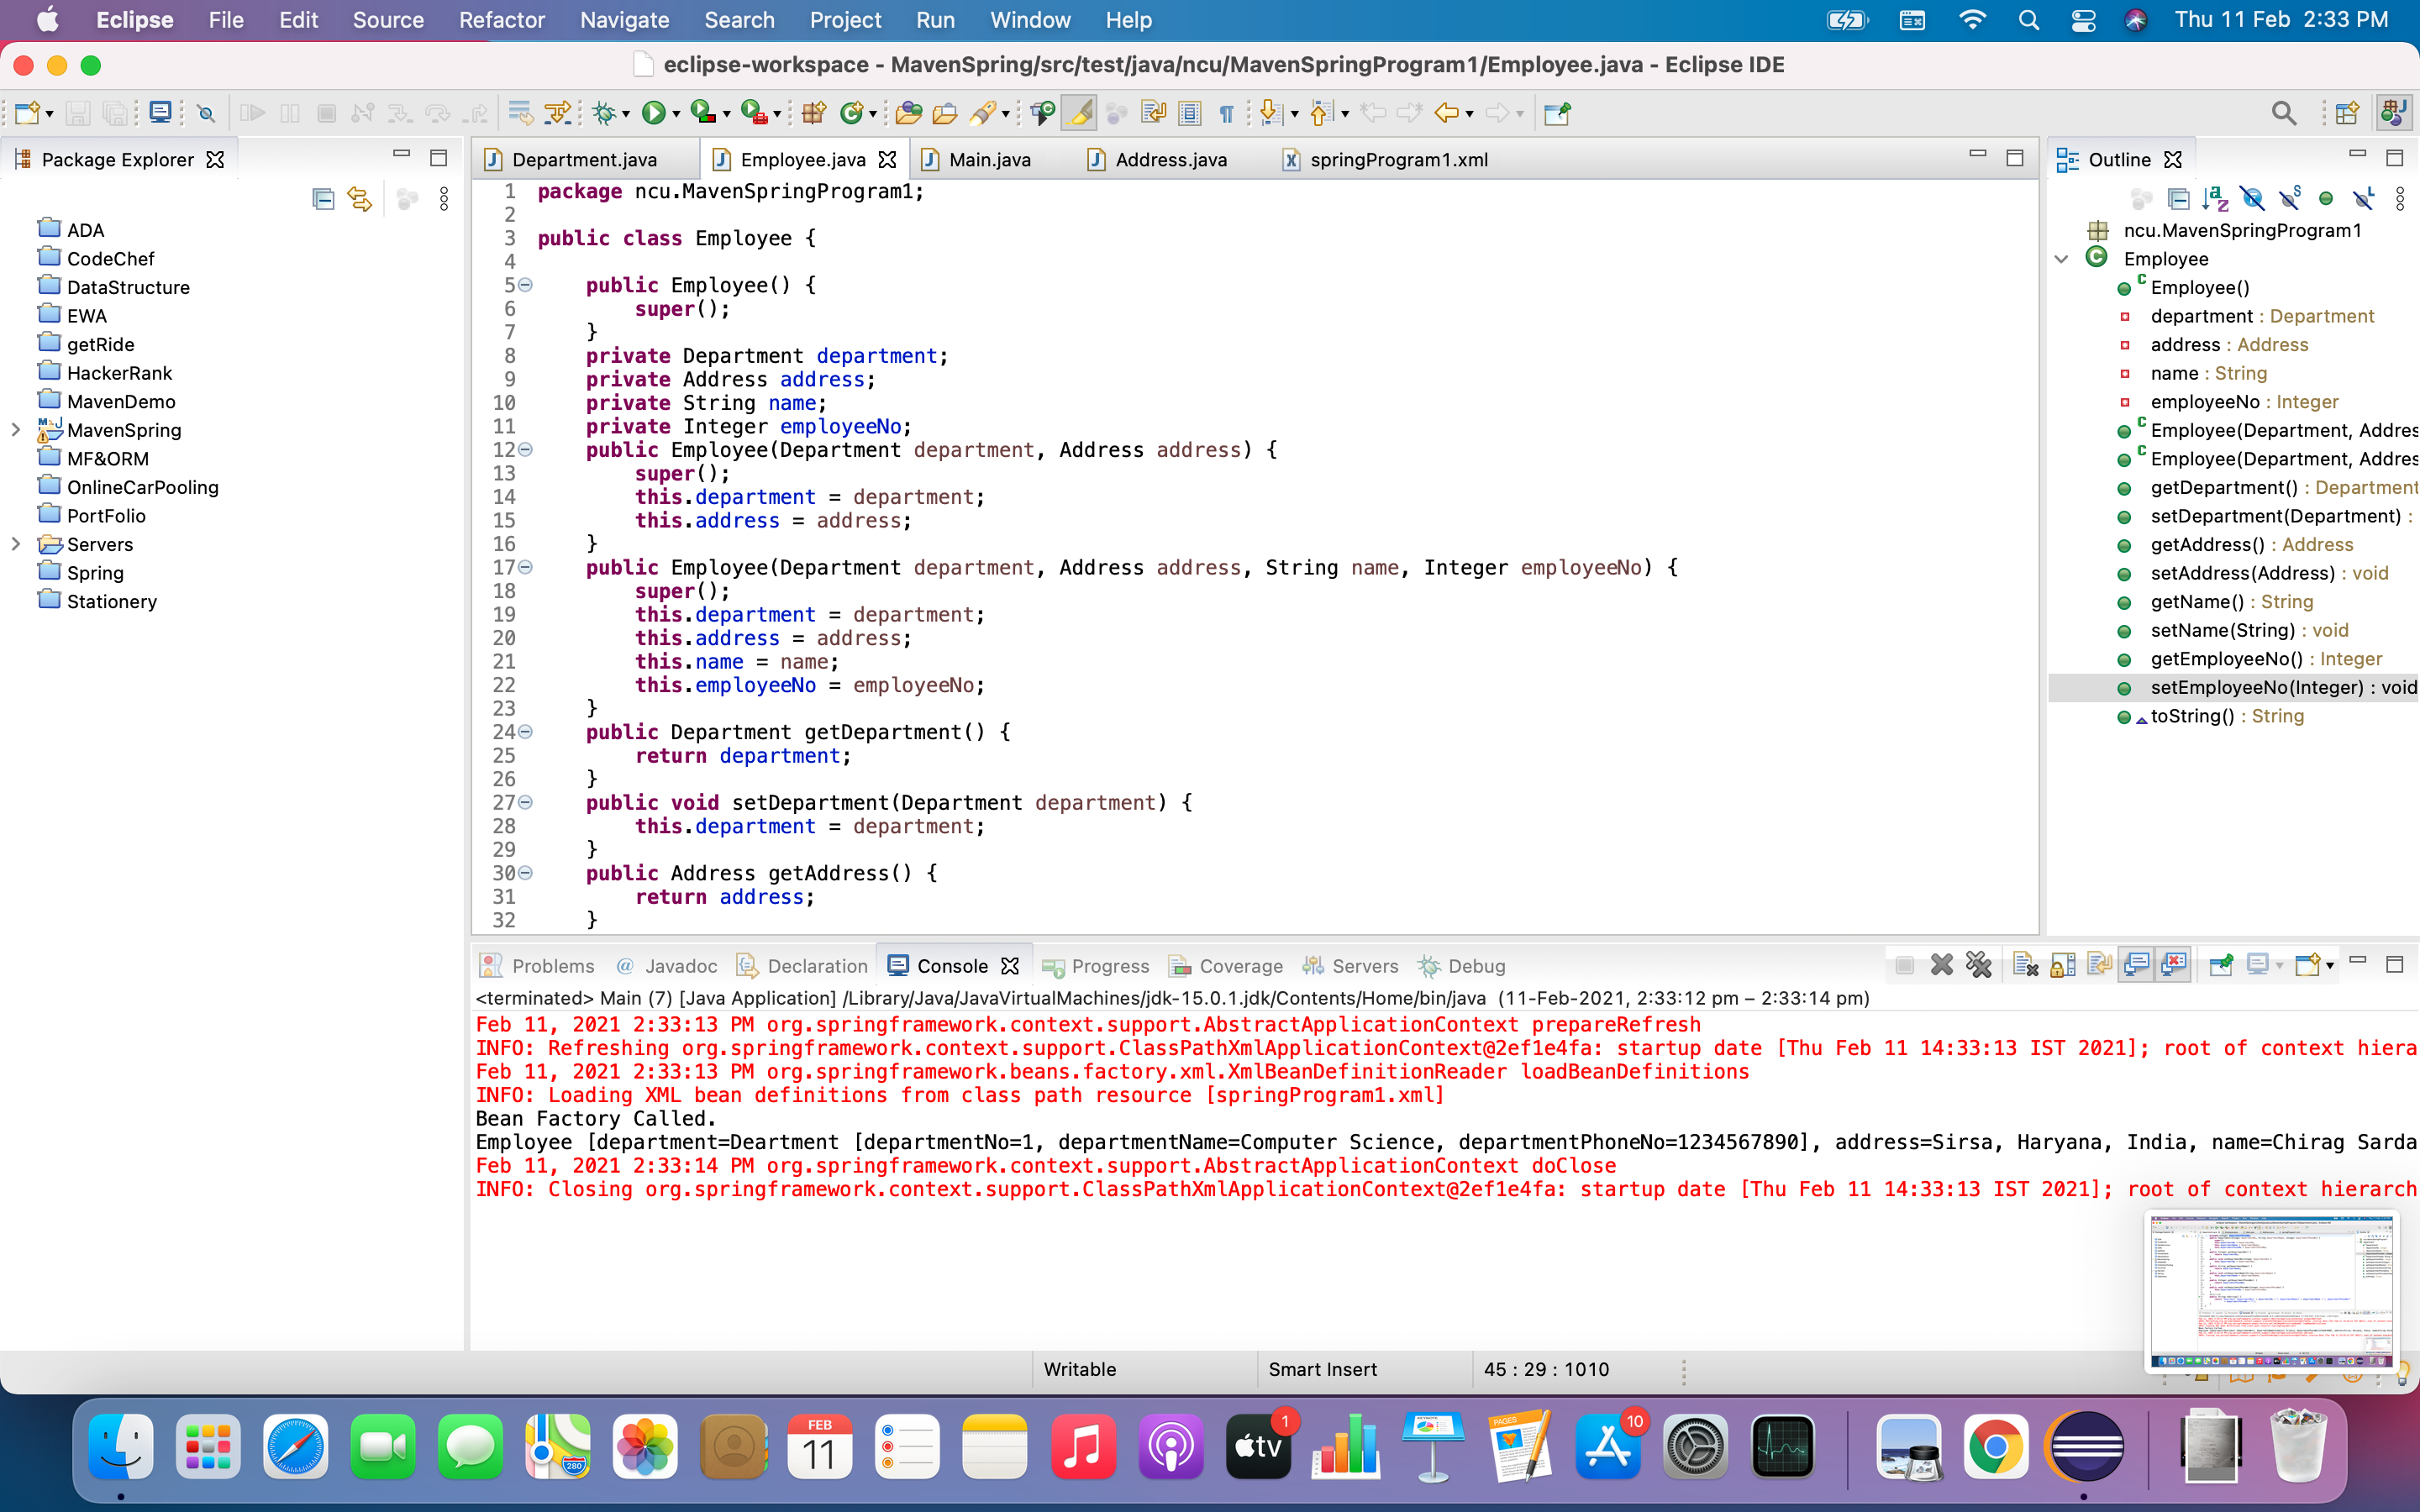 Eclipse File Edit Source Refactor Navigate Search Project Run Window Help Thu 11 Feb 2:33 PM
eclipse-workspace - MavenSpring/src/test/java/ncu/MavenSpringProgram1/Employee.java - Eclipse IDE
Package Explorer
ADA
CodeChef
DataStructure
EWA
getRide
HackerRank
MavenDemo
MavenSpring
MF&ORM
OnlineCarPooling
PortFolio
Servers
Spring
Stationery
Department.java Employee.java Main.java Address.java springProgram1.xml
1 package ncu.MavenSpringProgram1;
2
3 public class Employee {
4
5 public Employee() {
6 super();
7 }
8 private Department department;
9 private Address address;
10 private String name;
11 private Integer employeeNo;
12 public Employee(Department department, Address address) {
13 super();
14 this.department = department;
15 this.address = address;
16 }
17 public Employee(Department department, Address address, String name, Integer employeeNo) {
18 super();
19 this.department = department;
20 this.address = address;
21 this.name = name;
22 this.employeeNo = employeeNo;
23 }
24 public Department getDepartment() {
25 return department;
26 }
27 public void setDepartment(Department department) {
28 this.department = department;
29 }
30 public Address getAddress() {
31 return address;
32 }
Outline
ncu.MavenSpringProgram1
Employee
Employee()
department : Department
address : Address
name : String
employeeNo : Integer
Employee(Department, Addres
Employee(Department, Addres
getDepartment() : Department
setDepartment(Department) :
getAddress() : Address
setAddress(Address) : void
getName() : String
setName(String) : void
getEmployeeNo() : Integer
setEmployeeNo(Integer) : void
toString() : String
Problems @ Javadoc Declaration Console Progress Coverage Servers Debug
<terminated> Main (7) [Java Application] /Library/Java/JavaVirtualMachines/jdk-15.0.1.jdk/Contents/Home/bin/java (11-Feb-2021, 2:33:12 pm – 2:33:14 pm)
Feb 11, 2021 2:33:13 PM org.springframework.context.support.AbstractApplicationContext prepareRefresh
INFO: Refreshing org.springframework.context.support.ClassPathXmlApplicationContext@2ef1e4fa: startup date [Thu Feb 11 14:33:13 IST 2021]; root of context hiera
Feb 11, 2021 2:33:13 PM org.springframework.beans.factory.xml.XmlBeanDefinitionReader loadBeanDefinitions
INFO: Loading XML bean definitions from class path resource [springProgram1.xml]
Bean Factory Called.
Employee [department=Deartment [departmentNo=1, departmentName=Computer Science, departmentPhoneNo=1234567890], address=Sirsa, Haryana, India, name=Chirag Sarda
Feb 11, 2021 2:33:14 PM org.springframework.context.support.AbstractApplicationContext doClose
INFO: Closing org.springframework.context.support.ClassPathXmlApplicationContext@2ef1e4fa: startup date [Thu Feb 11 14:33:13 IST 2021]; root of context hierarch
Writable Smart Insert 45 : 29 : 1010
FEB
11
280
tv
1
PAGES
10